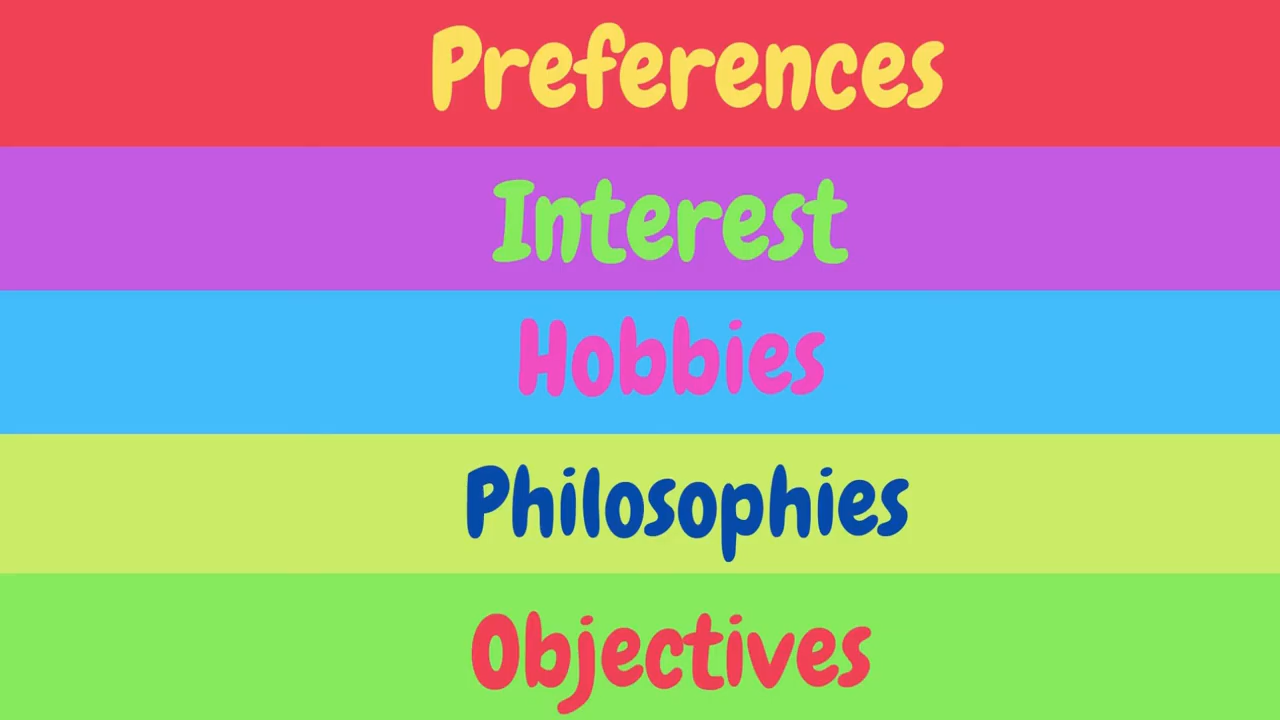 Preferences
Interest
Hobbies
Philosophies
Objectives